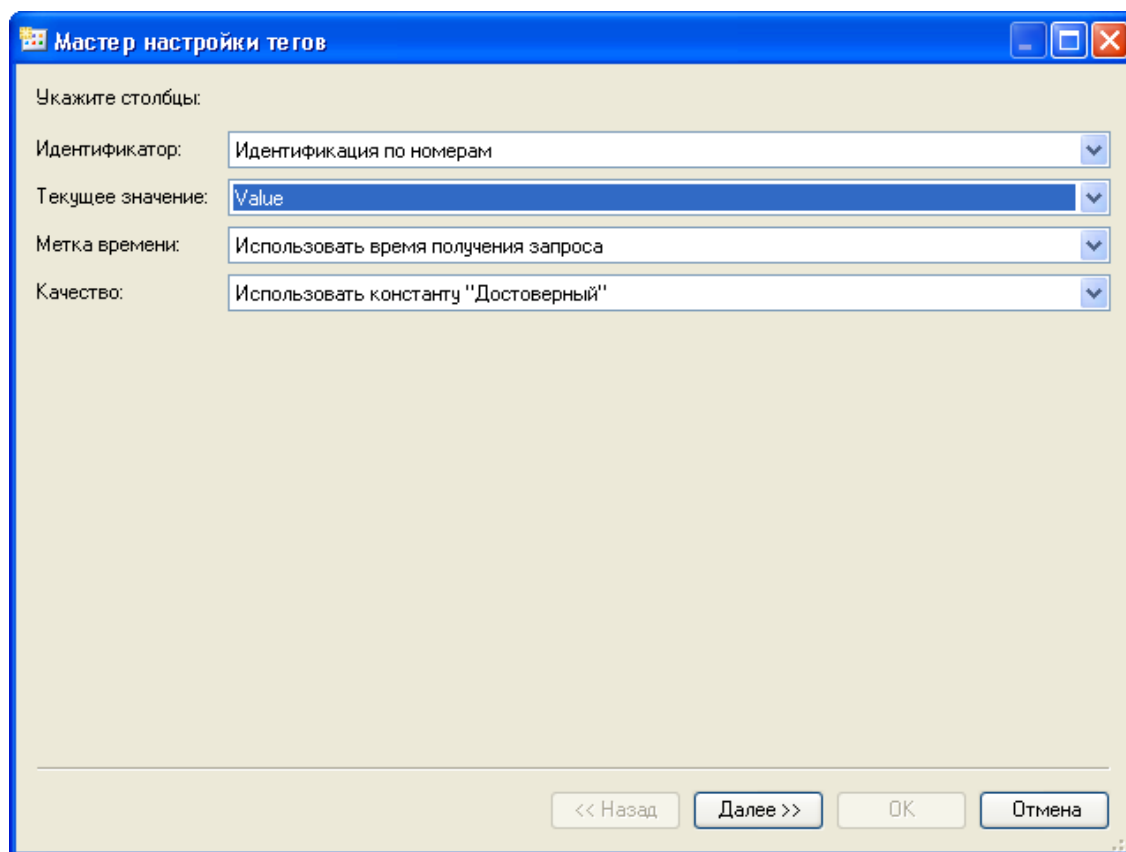 Мастер настройки тегов
Укажите столбцы:
Идентификатор: Идентификация по номерам
Текущее значение: Value
Метка времени: Использовать время получения запроса
Качество: Использовать константу "Достоверный"
<< Назад Далее >> OK Отмена